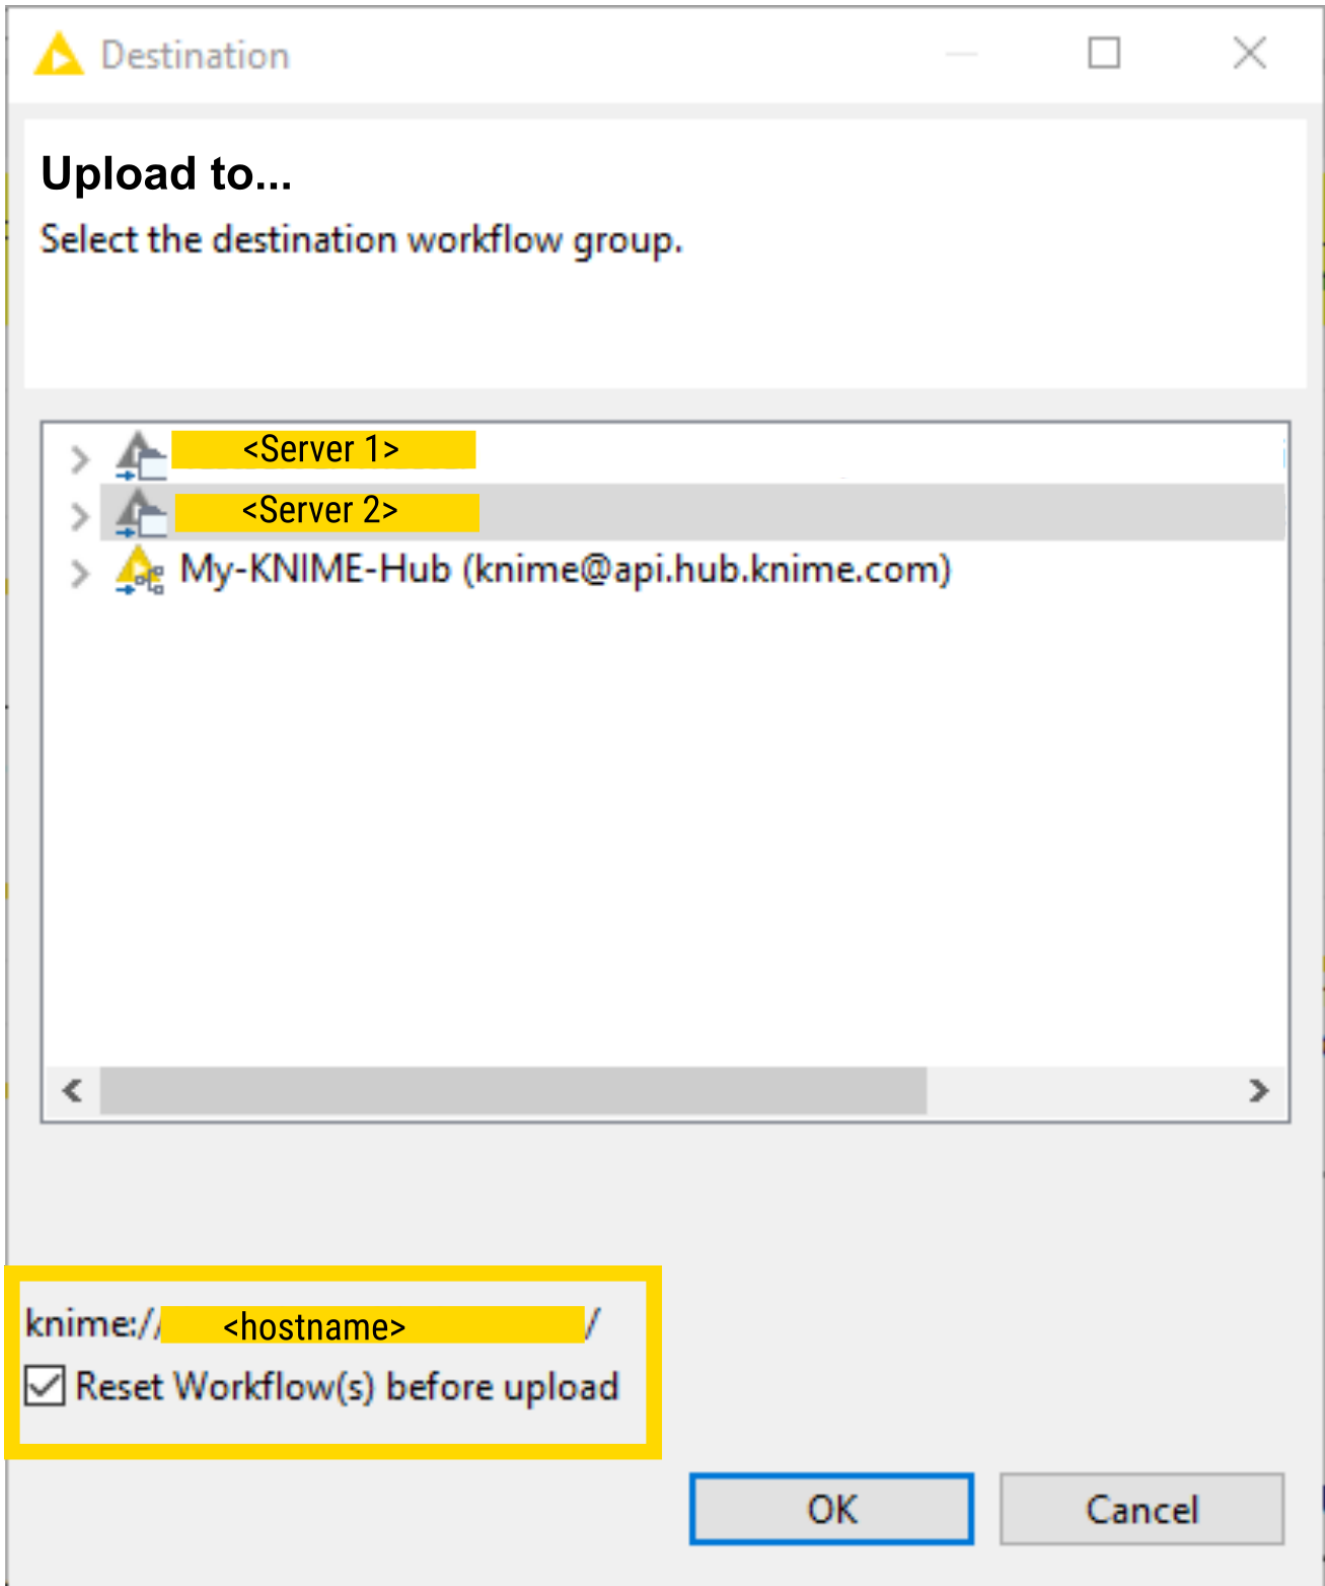 Destination
Upload to...
Select the destination workflow group.
<Server 1>
<Server 2>
My-KNIME-Hub (knime@api.hub.knime.com)
knime://<hostname>/
Reset Workflow(s) before upload
OK
Cancel